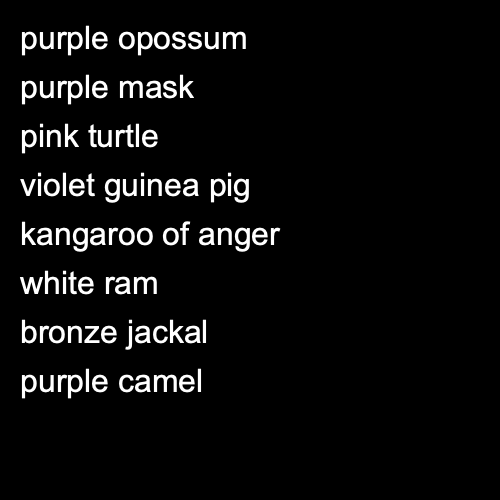 purple opossum
purple mask
pink turtle
violet guinea pig
kangaroo of anger
white ram
bronze jackal
purple camel